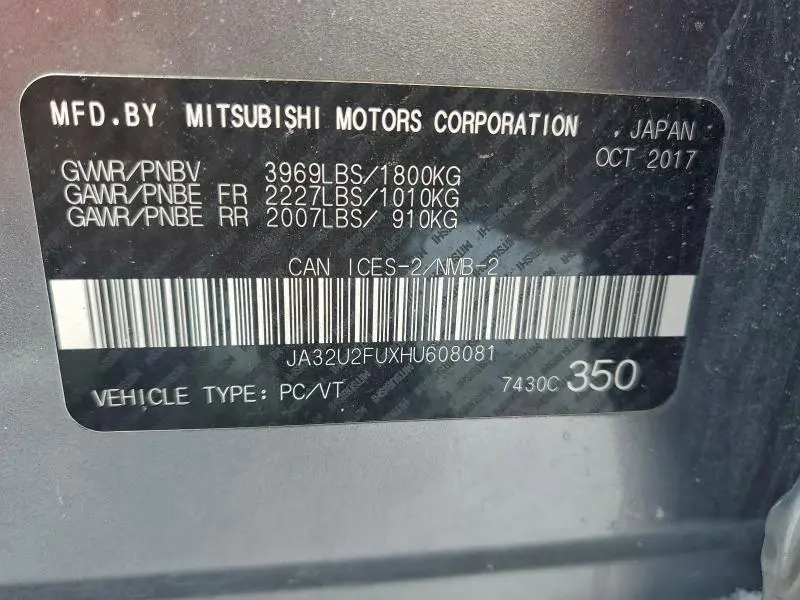 MFD.BY MITSUBISHI MOTORS CORPORATION , JAPAN
OCT 2017
GVWR/PNBV 3969LBS/1800KG
GAWR/PNBE FR 2227LBS/1010KG
GAWR/PNBE RR 2007LBS/ 910KG
CAN ICES-2/NMB-2
JA32U2FUXHU608081
VEHICLE TYPE: PC/VT 7430C 350